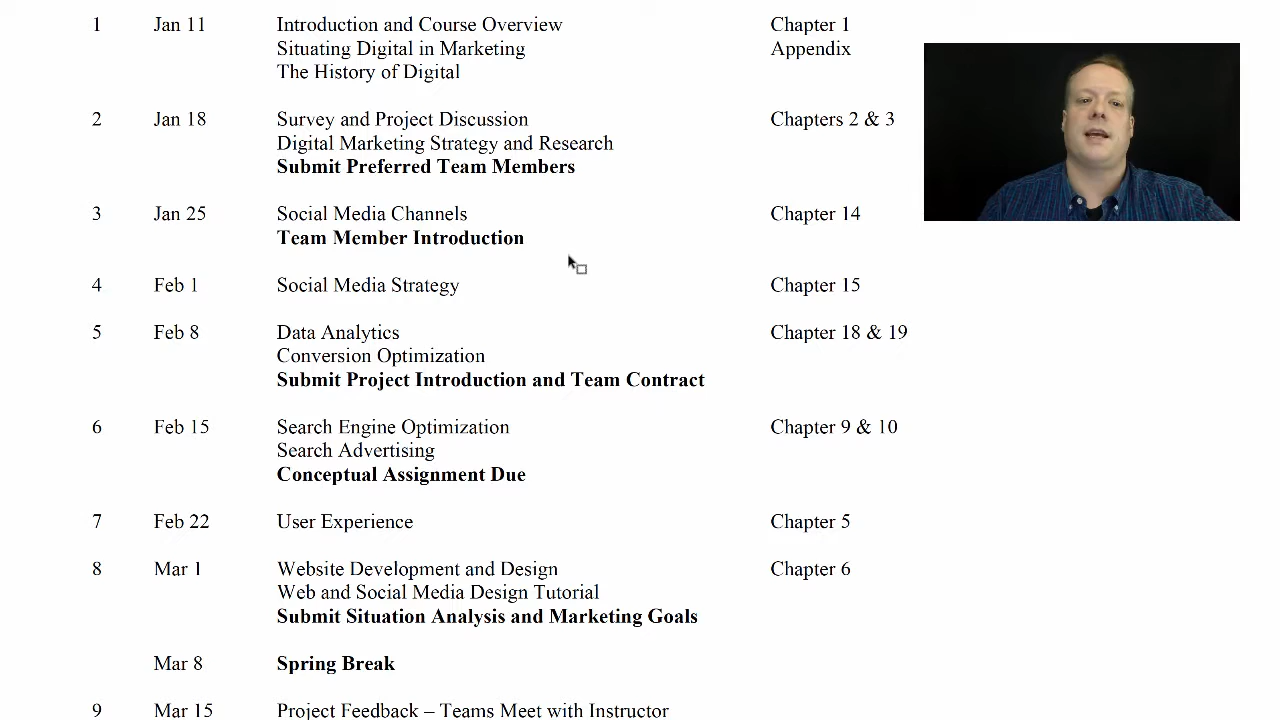 1 Jan 11 Introduction and Course Overview Chapter 1
Situating Digital in Marketing Appendix
The History of Digital
2 Jan 18 Survey and Project Discussion Chapters 2 & 3
Digital Marketing Strategy and Research
Submit Preferred Team Members
3 Jan 25 Social Media Channels Chapter 14
Team Member Introduction
4 Feb 1 Social Media Strategy Chapter 15
5 Feb 8 Data Analytics Chapter 18 & 19
Conversion Optimization
Submit Project Introduction and Team Contract
6 Feb 15 Search Engine Optimization Chapter 9 & 10
Search Advertising
Conceptual Assignment Due
7 Feb 22 User Experience Chapter 5
8 Mar 1 Website Development and Design Chapter 6
Web and Social Media Design Tutorial
Submit Situation Analysis and Marketing Goals
Mar 8 Spring Break
9 Mar 15 Project Feedback – Teams Meet with Instructor